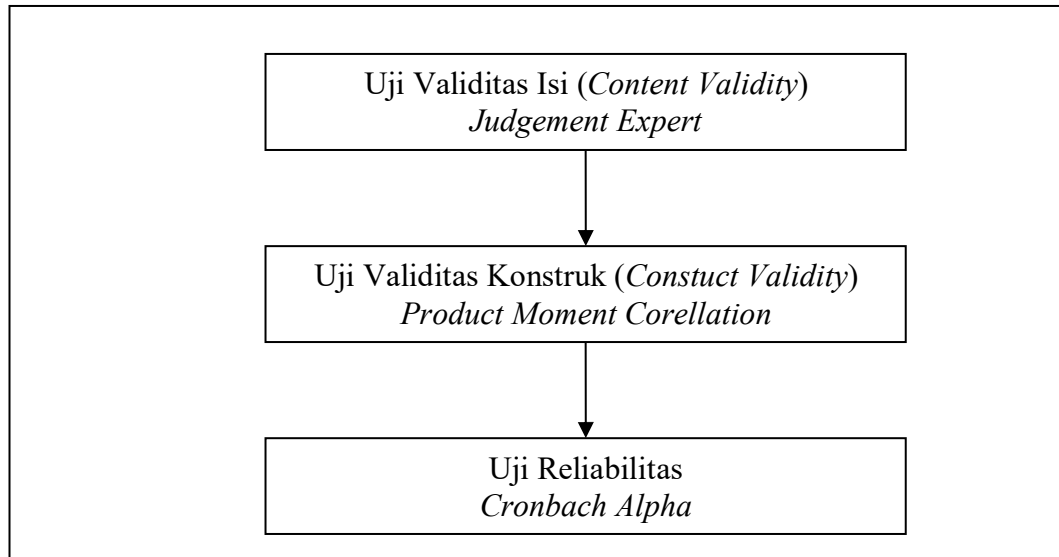 Uji Validitas Isi (Content Validity)
Judgement Expert
Uji Validitas Konstruk (Constuct Validity)
Product Moment Corellation
Uji Reliabilitas
Cronbach Alpha